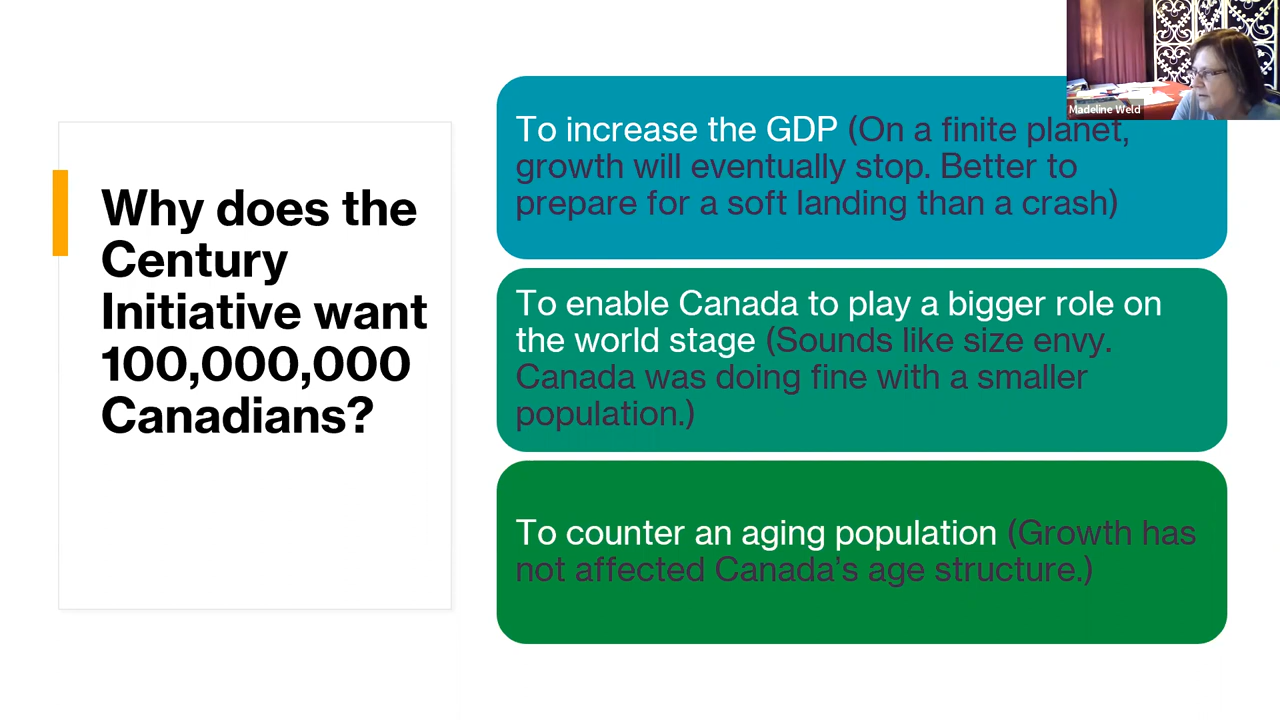 Why does the
Century
Initiative want
100,000,000
Canadians?
To increase the GDP (On a finite planet,
growth will eventually stop. Better to
prepare for a soft landing than a crash)
To enable Canada to play a bigger role on
the world stage (Sounds like size envy.
Canada was doing fine with a smaller
population.)
To counter an aging population (Growth has
not affected Canada’s age structure.)
Madeline Weld